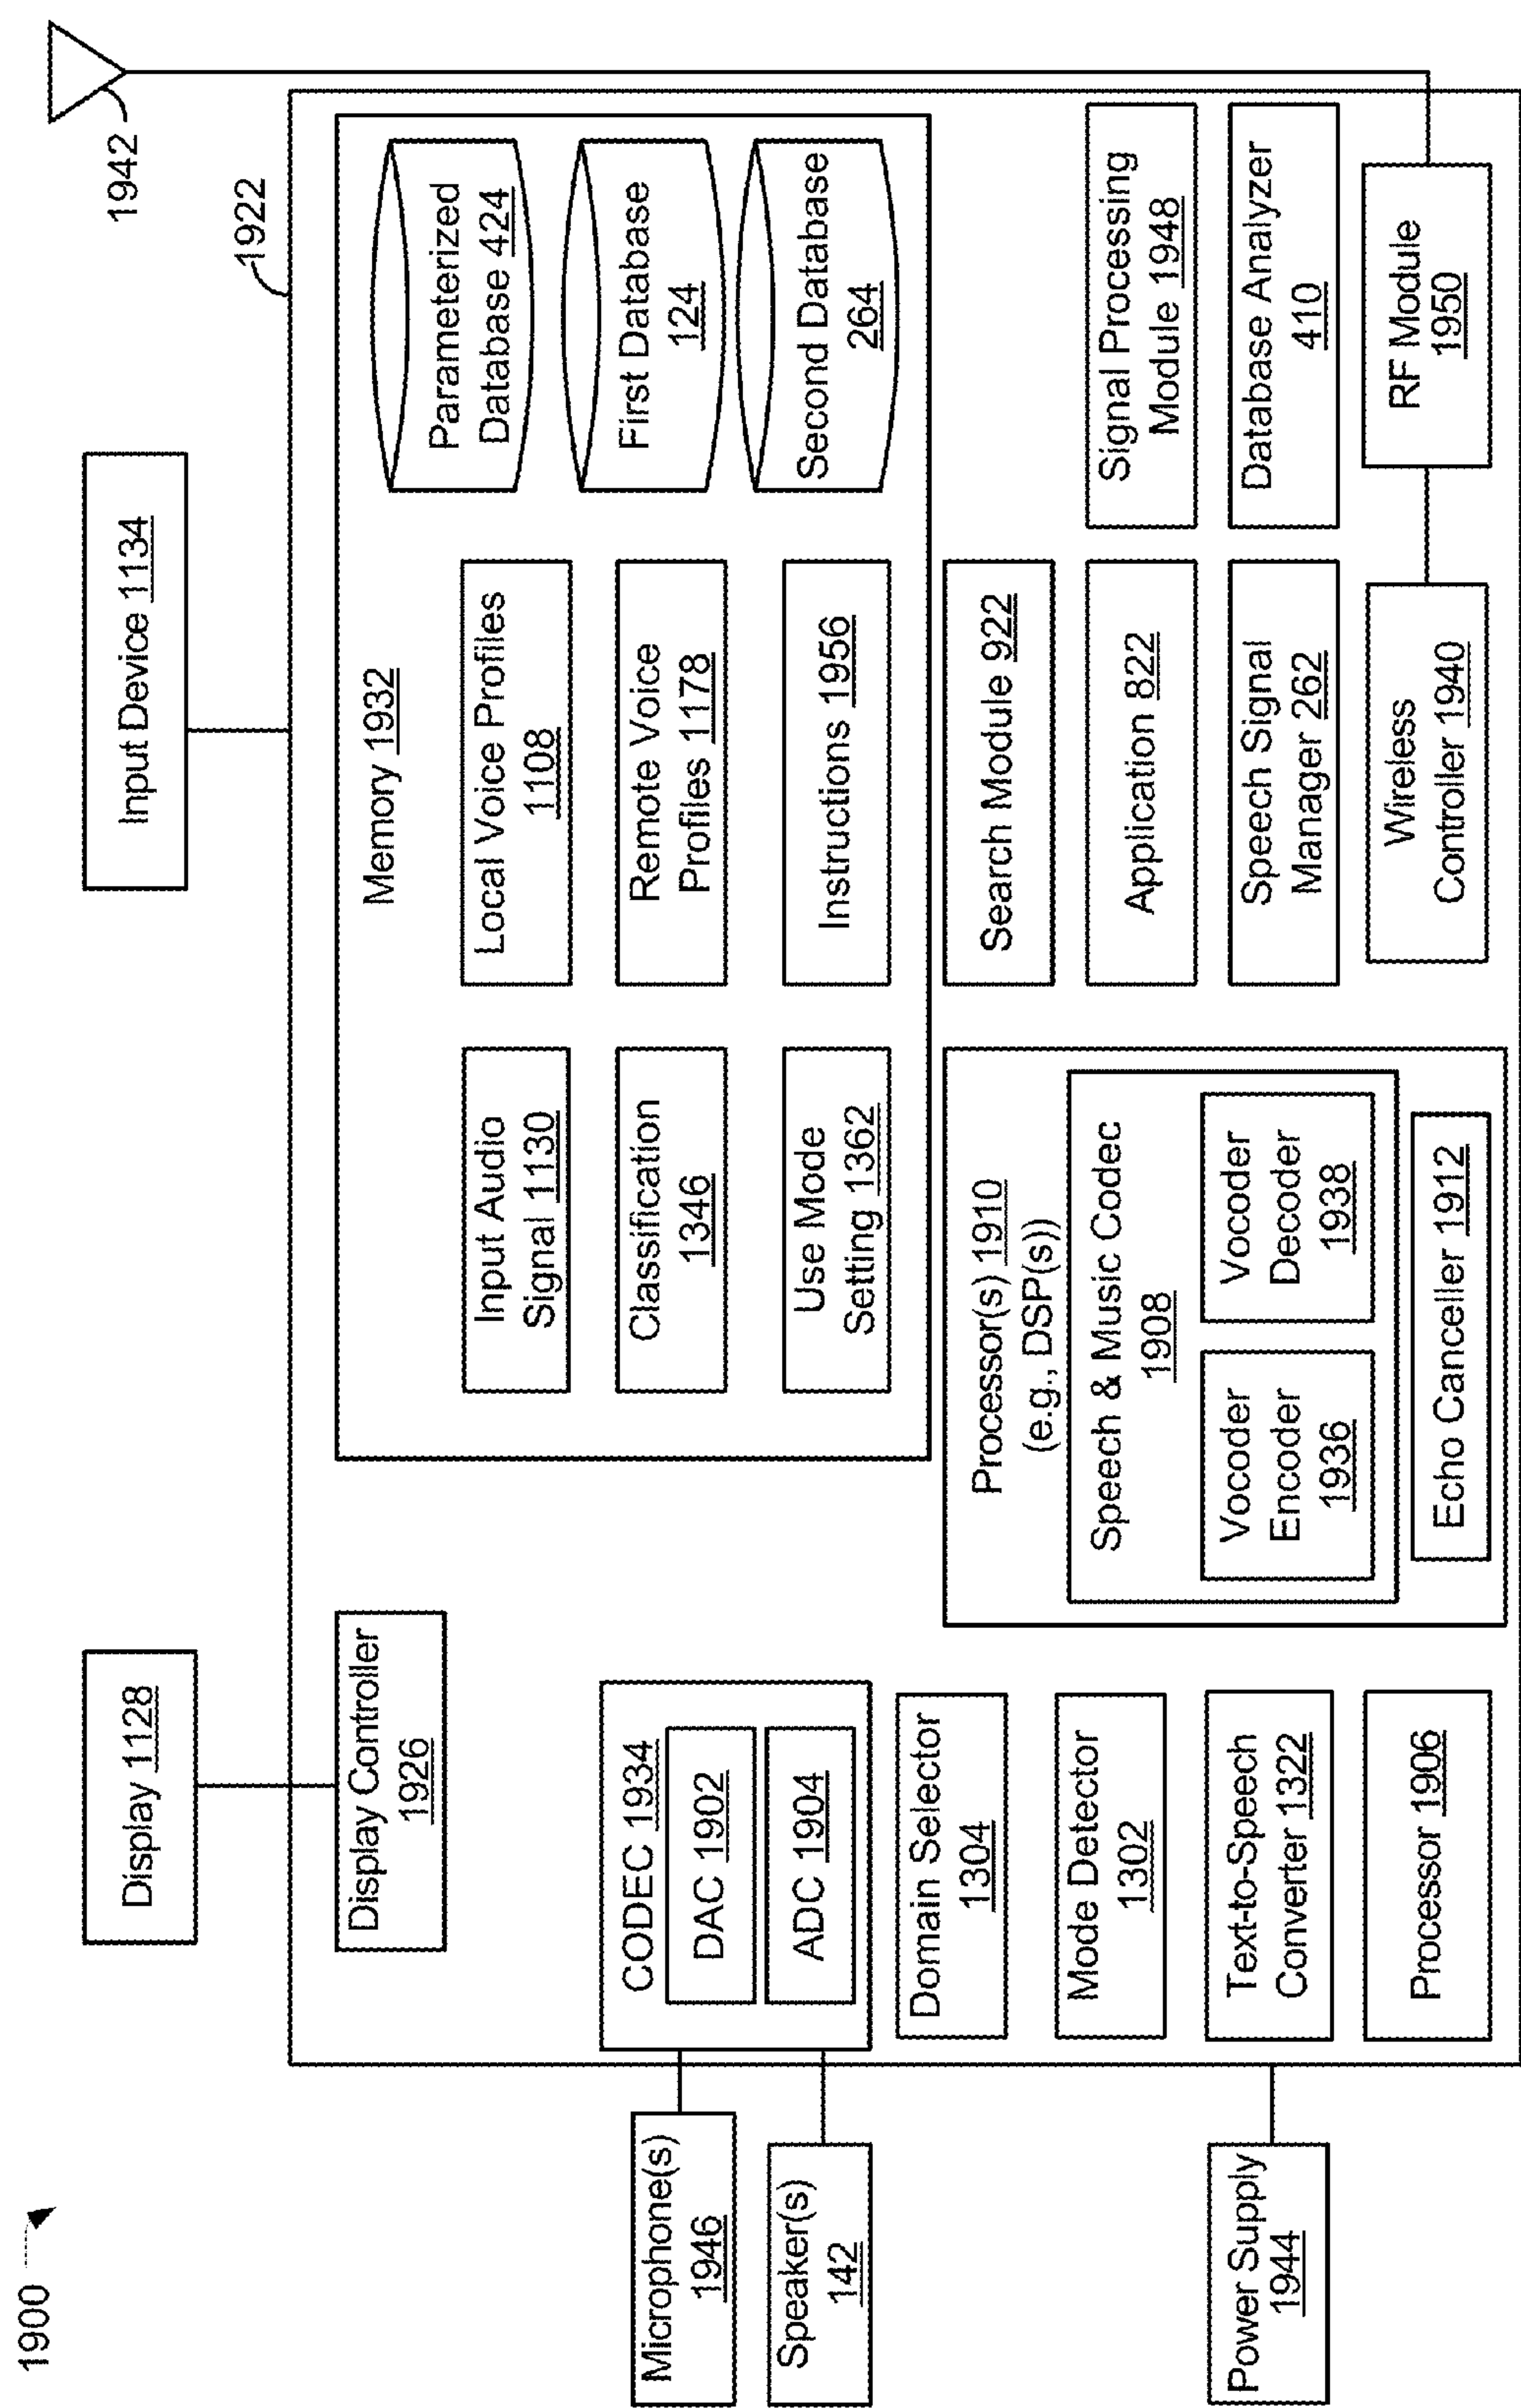 1900
Display 1128
Input Device 1134
1942
1922
Display Controller
1926
Memory 1932
Input Audio
Signal 1130
Local Voice Profiles
1108
Parameterized
Database 424
Classification
1346
Remote Voice
Profiles 1178
First Database
124
Use Mode
Setting 1362
Instructions 1956
Second Database
264
Microphone(s)
1946
Speaker(s)
142
CODEC 1934
DAC 1902
ADC 1904
Domain Selector
1304
Mode Detector
1302
Text-to-Speech
Converter 1322
Processor 1906
Power Supply
1944
Processor(s) 1910
(e.g., DSP(s))
Speech & Music Codec
1908
Vocoder
Encoder
1936
Vocoder
Decoder
1938
Echo Canceller 1912
Search Module 922
Application 822
Signal Processing
Module 1948
Speech Signal
Manager 262
Database Analyzer
410
Wireless
Controller 1940
RF Module
1950